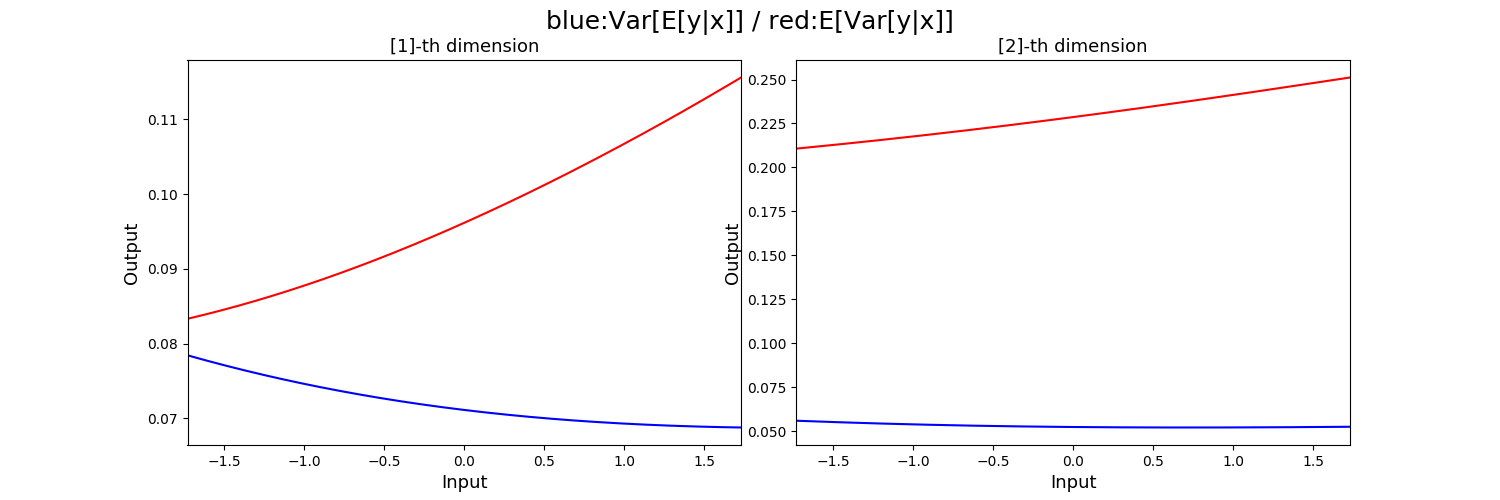 blue:Var[E[y|x]] / red:E[Var[y|x]]
[1]-th dimension
0.11
0.10
0.09
0.08
0.07
Output
−1.5 −1.0 −0.5 0.0 0.5 1.0 1.5
Input
[2]-th dimension
0.250
0.225
0.200
0.175
0.150
0.125
0.100
0.075
0.050
Output
−1.5 −1.0 −0.5 0.0 0.5 1.0 1.5
Input